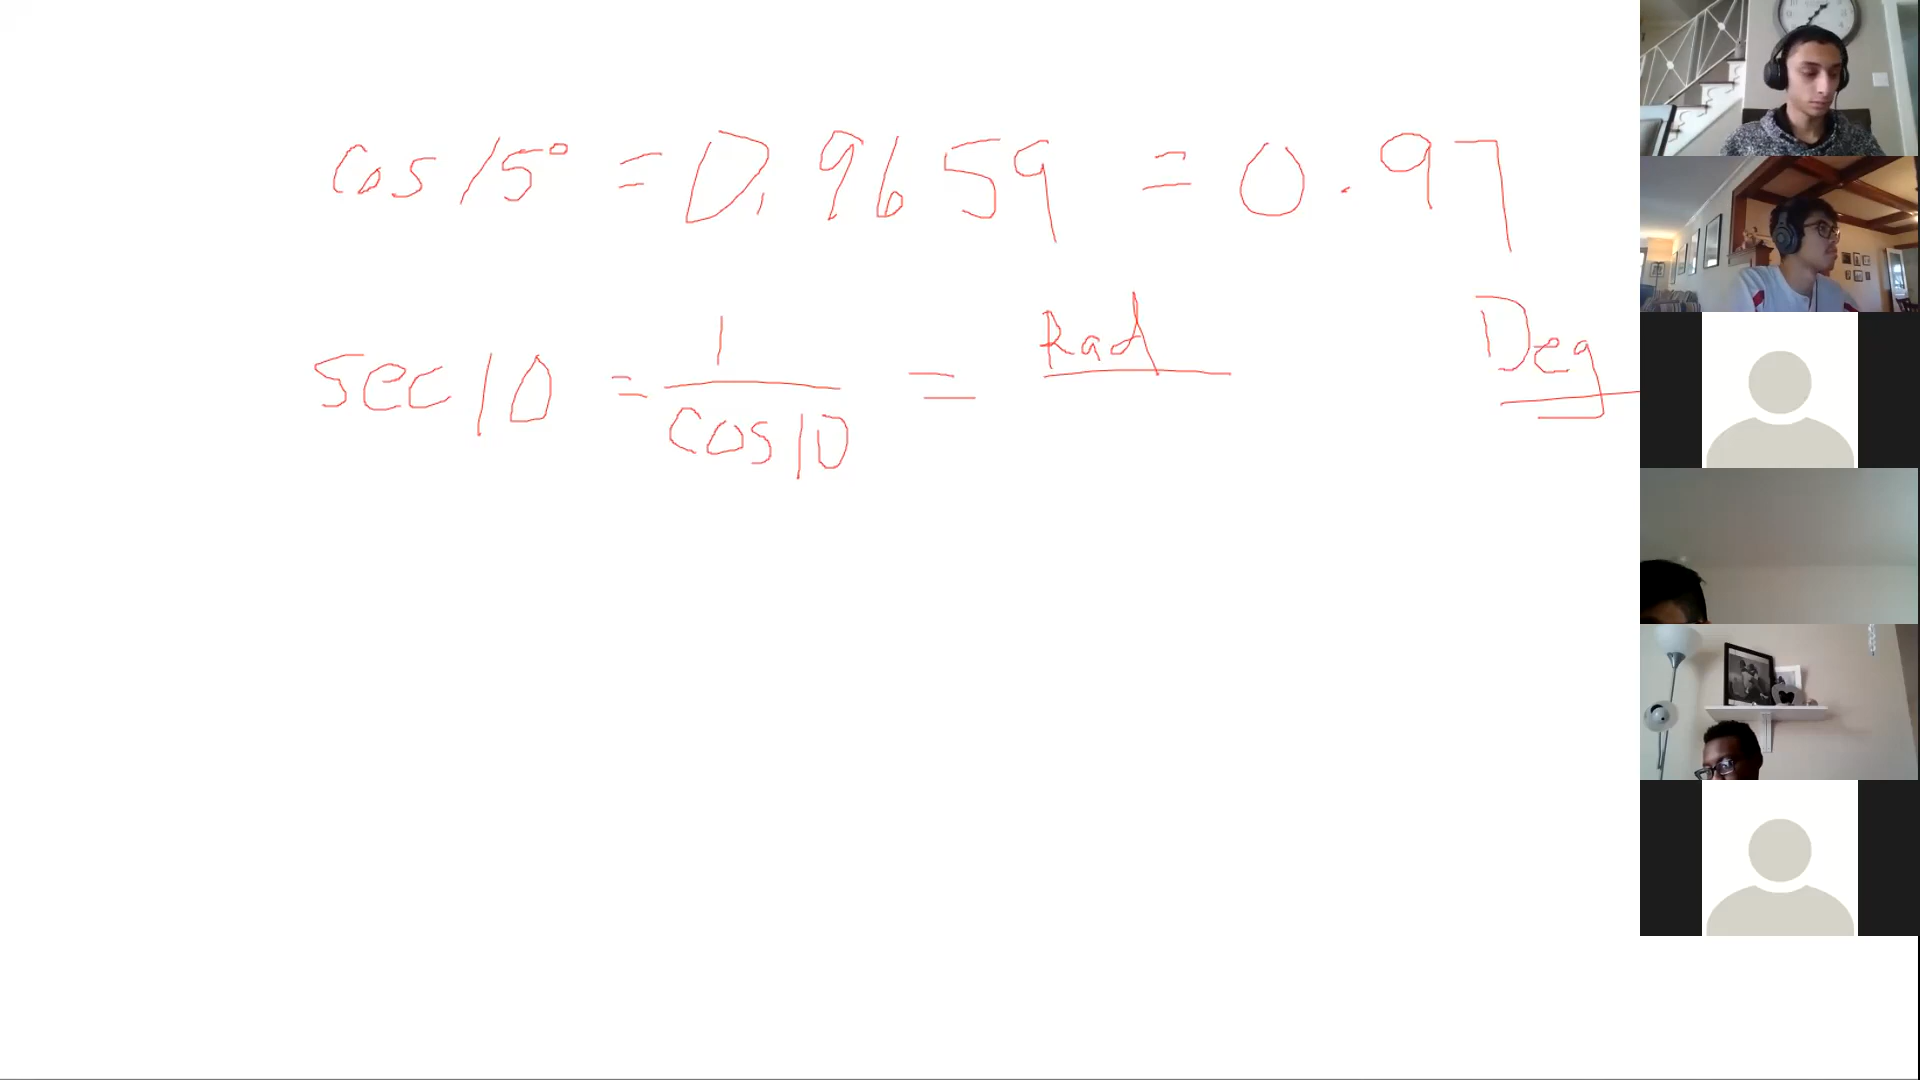 cos 15° = 0.9659 = 0.97
sec 10 = 1/cos 10 = Rad Deg